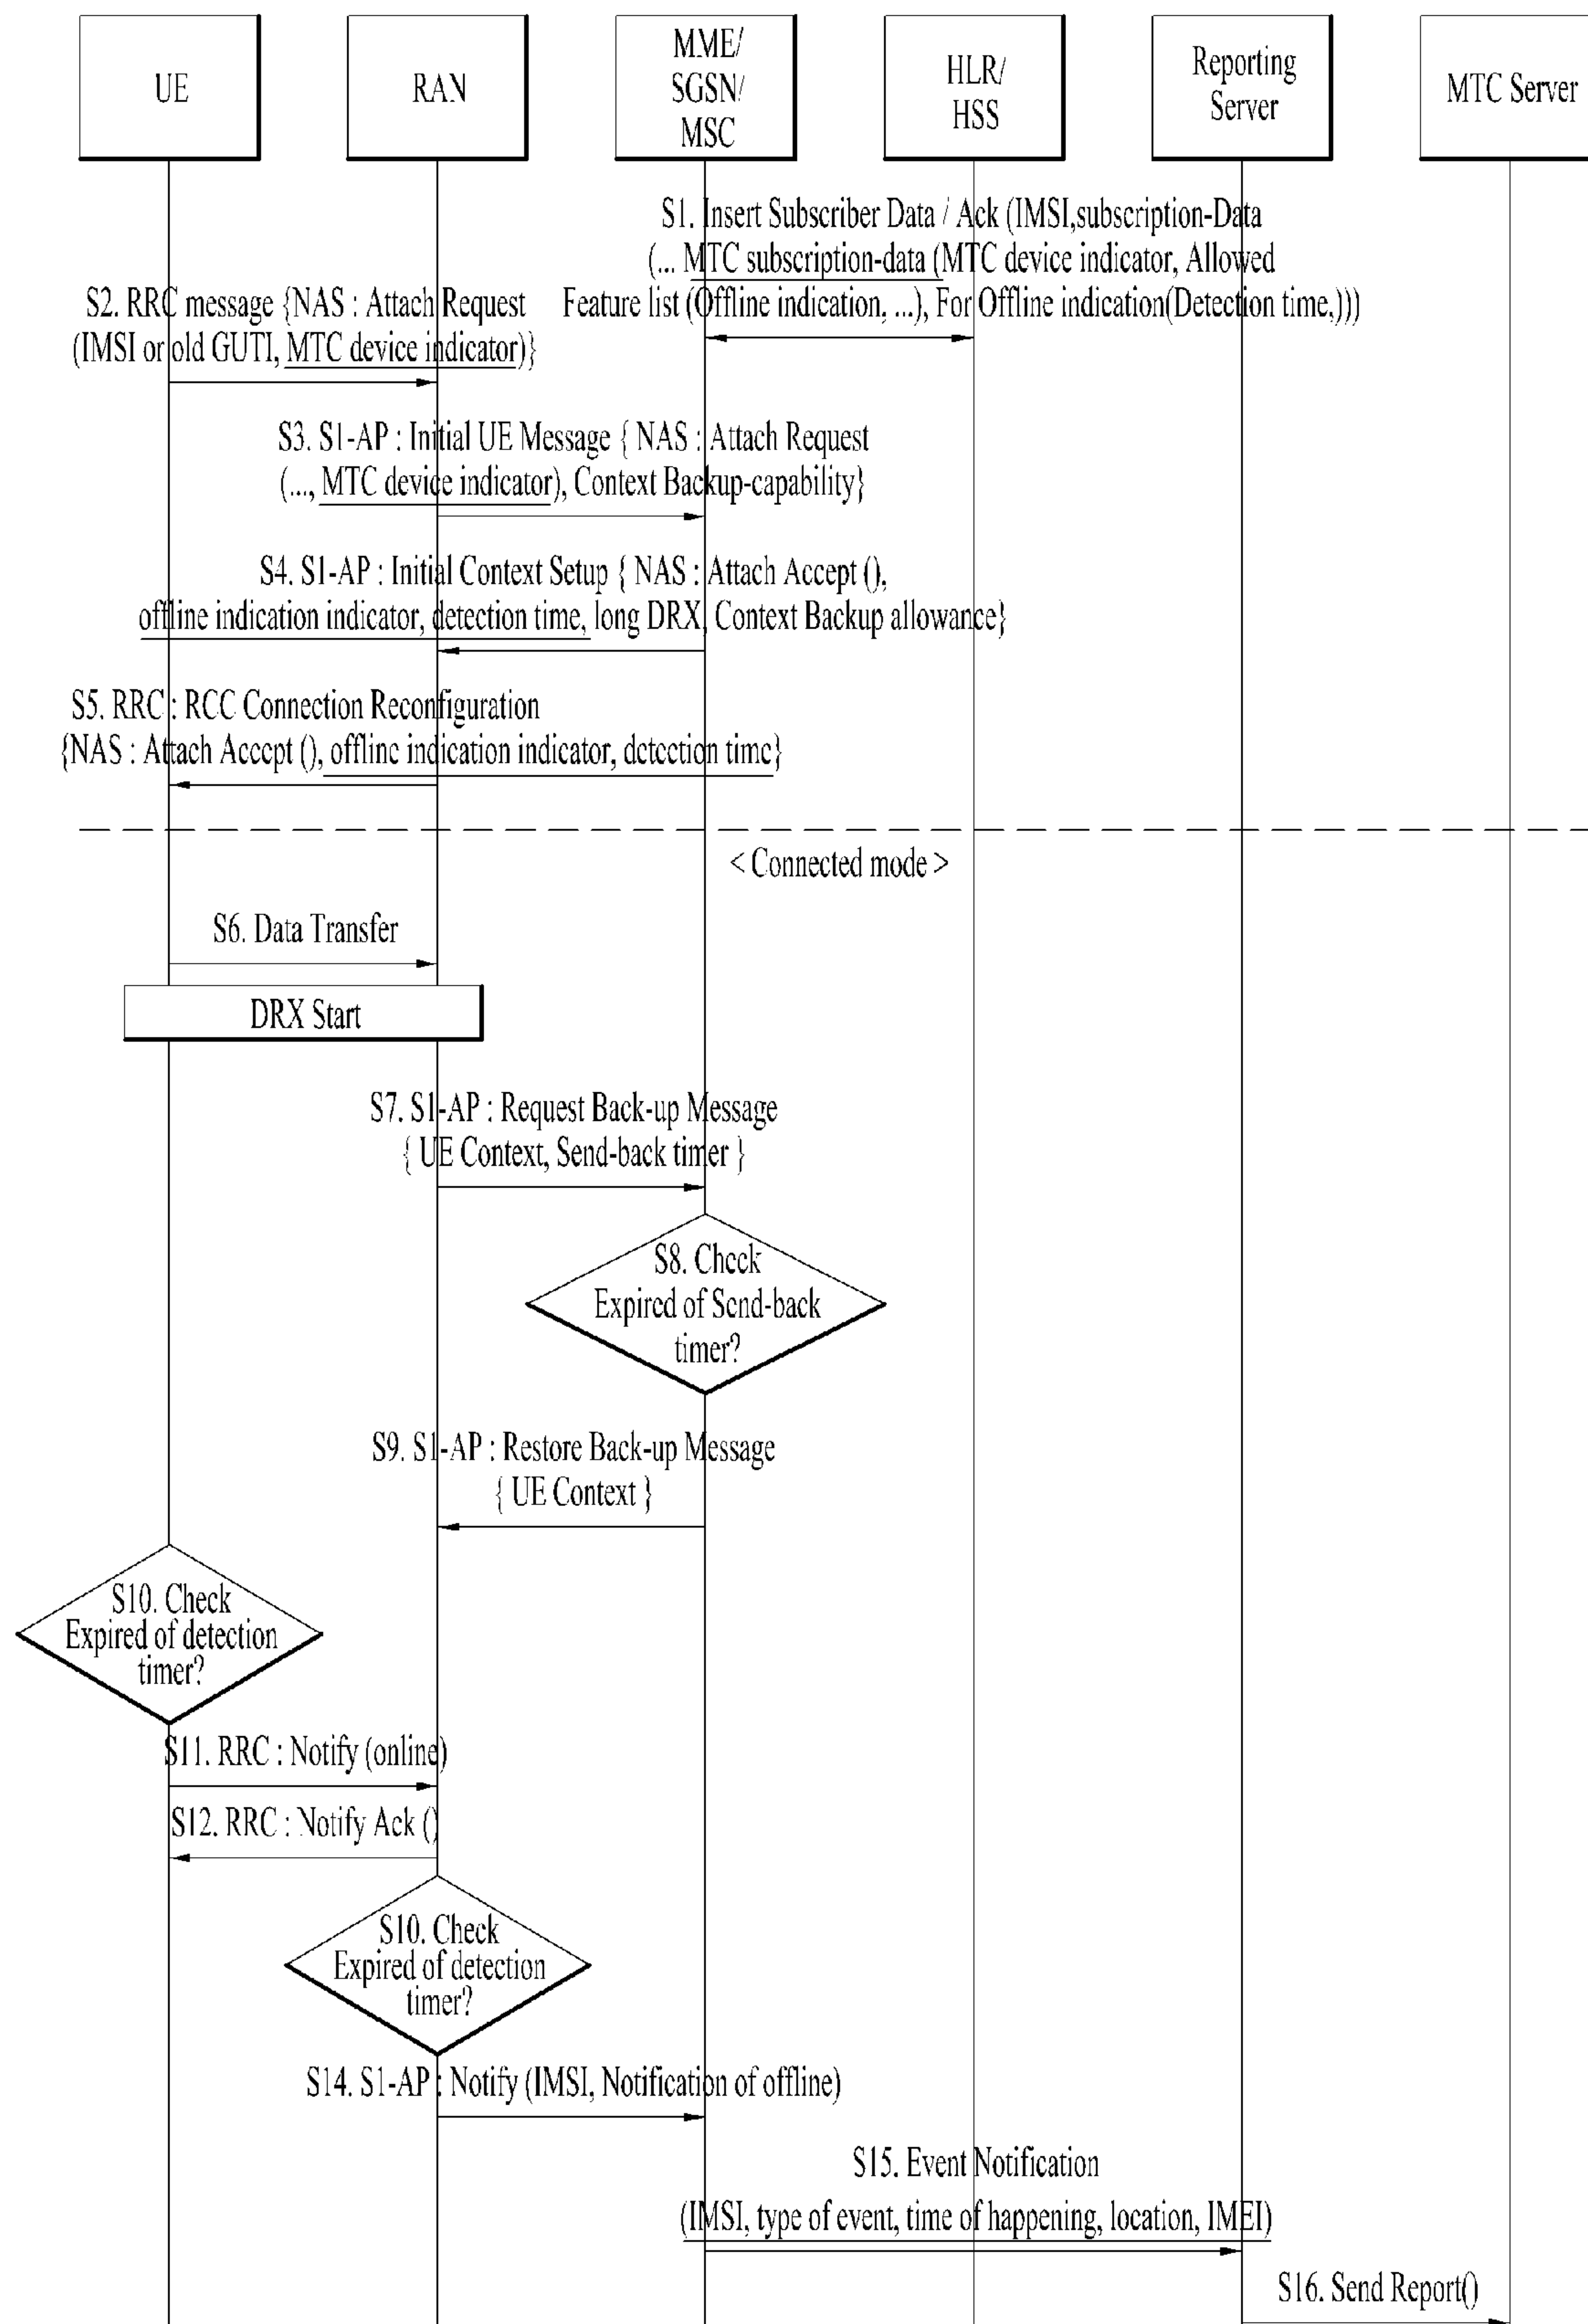 UE
RAN
MME/
SGSN/
MSC
HLR/
HSS
Reporting
Server
MTC Server
S1. Insert Subscriber Data / Ack (IMSI,subscription-Data
(... MTC subscription-data (MTC device indicator, Allowed
Feature list (Offline indication, ...), For Offline indication(Detection time,)))
S2. RRC message {NAS : Attach Request
(IMSI or old GUTI, MTC device indicator)}
S3. S1-AP : Initial UE Message { NAS : Attach Request
(..., MTC device indicator), Context Backup-capability}
S4. S1-AP : Initial Context Setup { NAS : Attach Accept (),
offline indication indicator, detection time, long DRX, Context Backup allowance}
S5. RRC : RCC Connection Reconfiguration
{NAS : Attach Accept (), offline indication indicator, detection time}
< Connected mode >
S6. Data Transfer
DRX Start
S7. S1-AP : Request Back-up Message
{ UE Context, Send-back timer }
S8. Check
Expired of Send-back
timer?
S9. S1-AP : Restore Back-up Message
{ UE Context }
S10. Check
Expired of detection
timer?
S11. RRC : Notify (online)
S12. RRC : Notify Ack ()
S10. Check
Expired of detection
timer?
S14. S1-AP : Notify (IMSI, Notification of offline)
S15. Event Notification
(IMSI, type of event, time of happening, location, IMEI)
S16. Send Report()